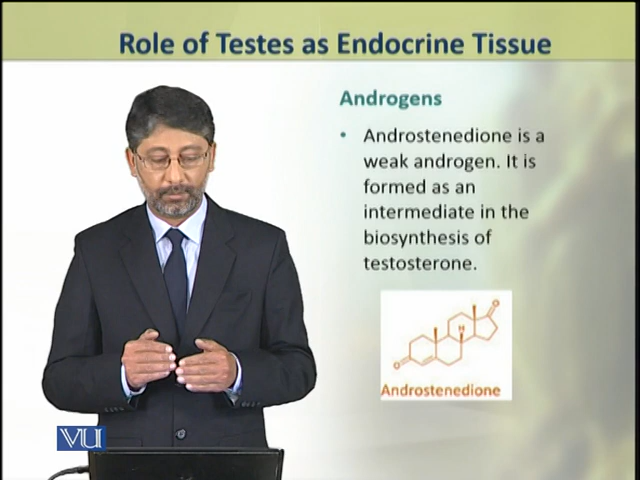 Role of Testes as Endocrine Tissue
Androgens
• Androstenedione is a
weak androgen. It is
formed as an
intermediate in the
biosynthesis of
testosterone.
O
H
O
Androstenedione
VU